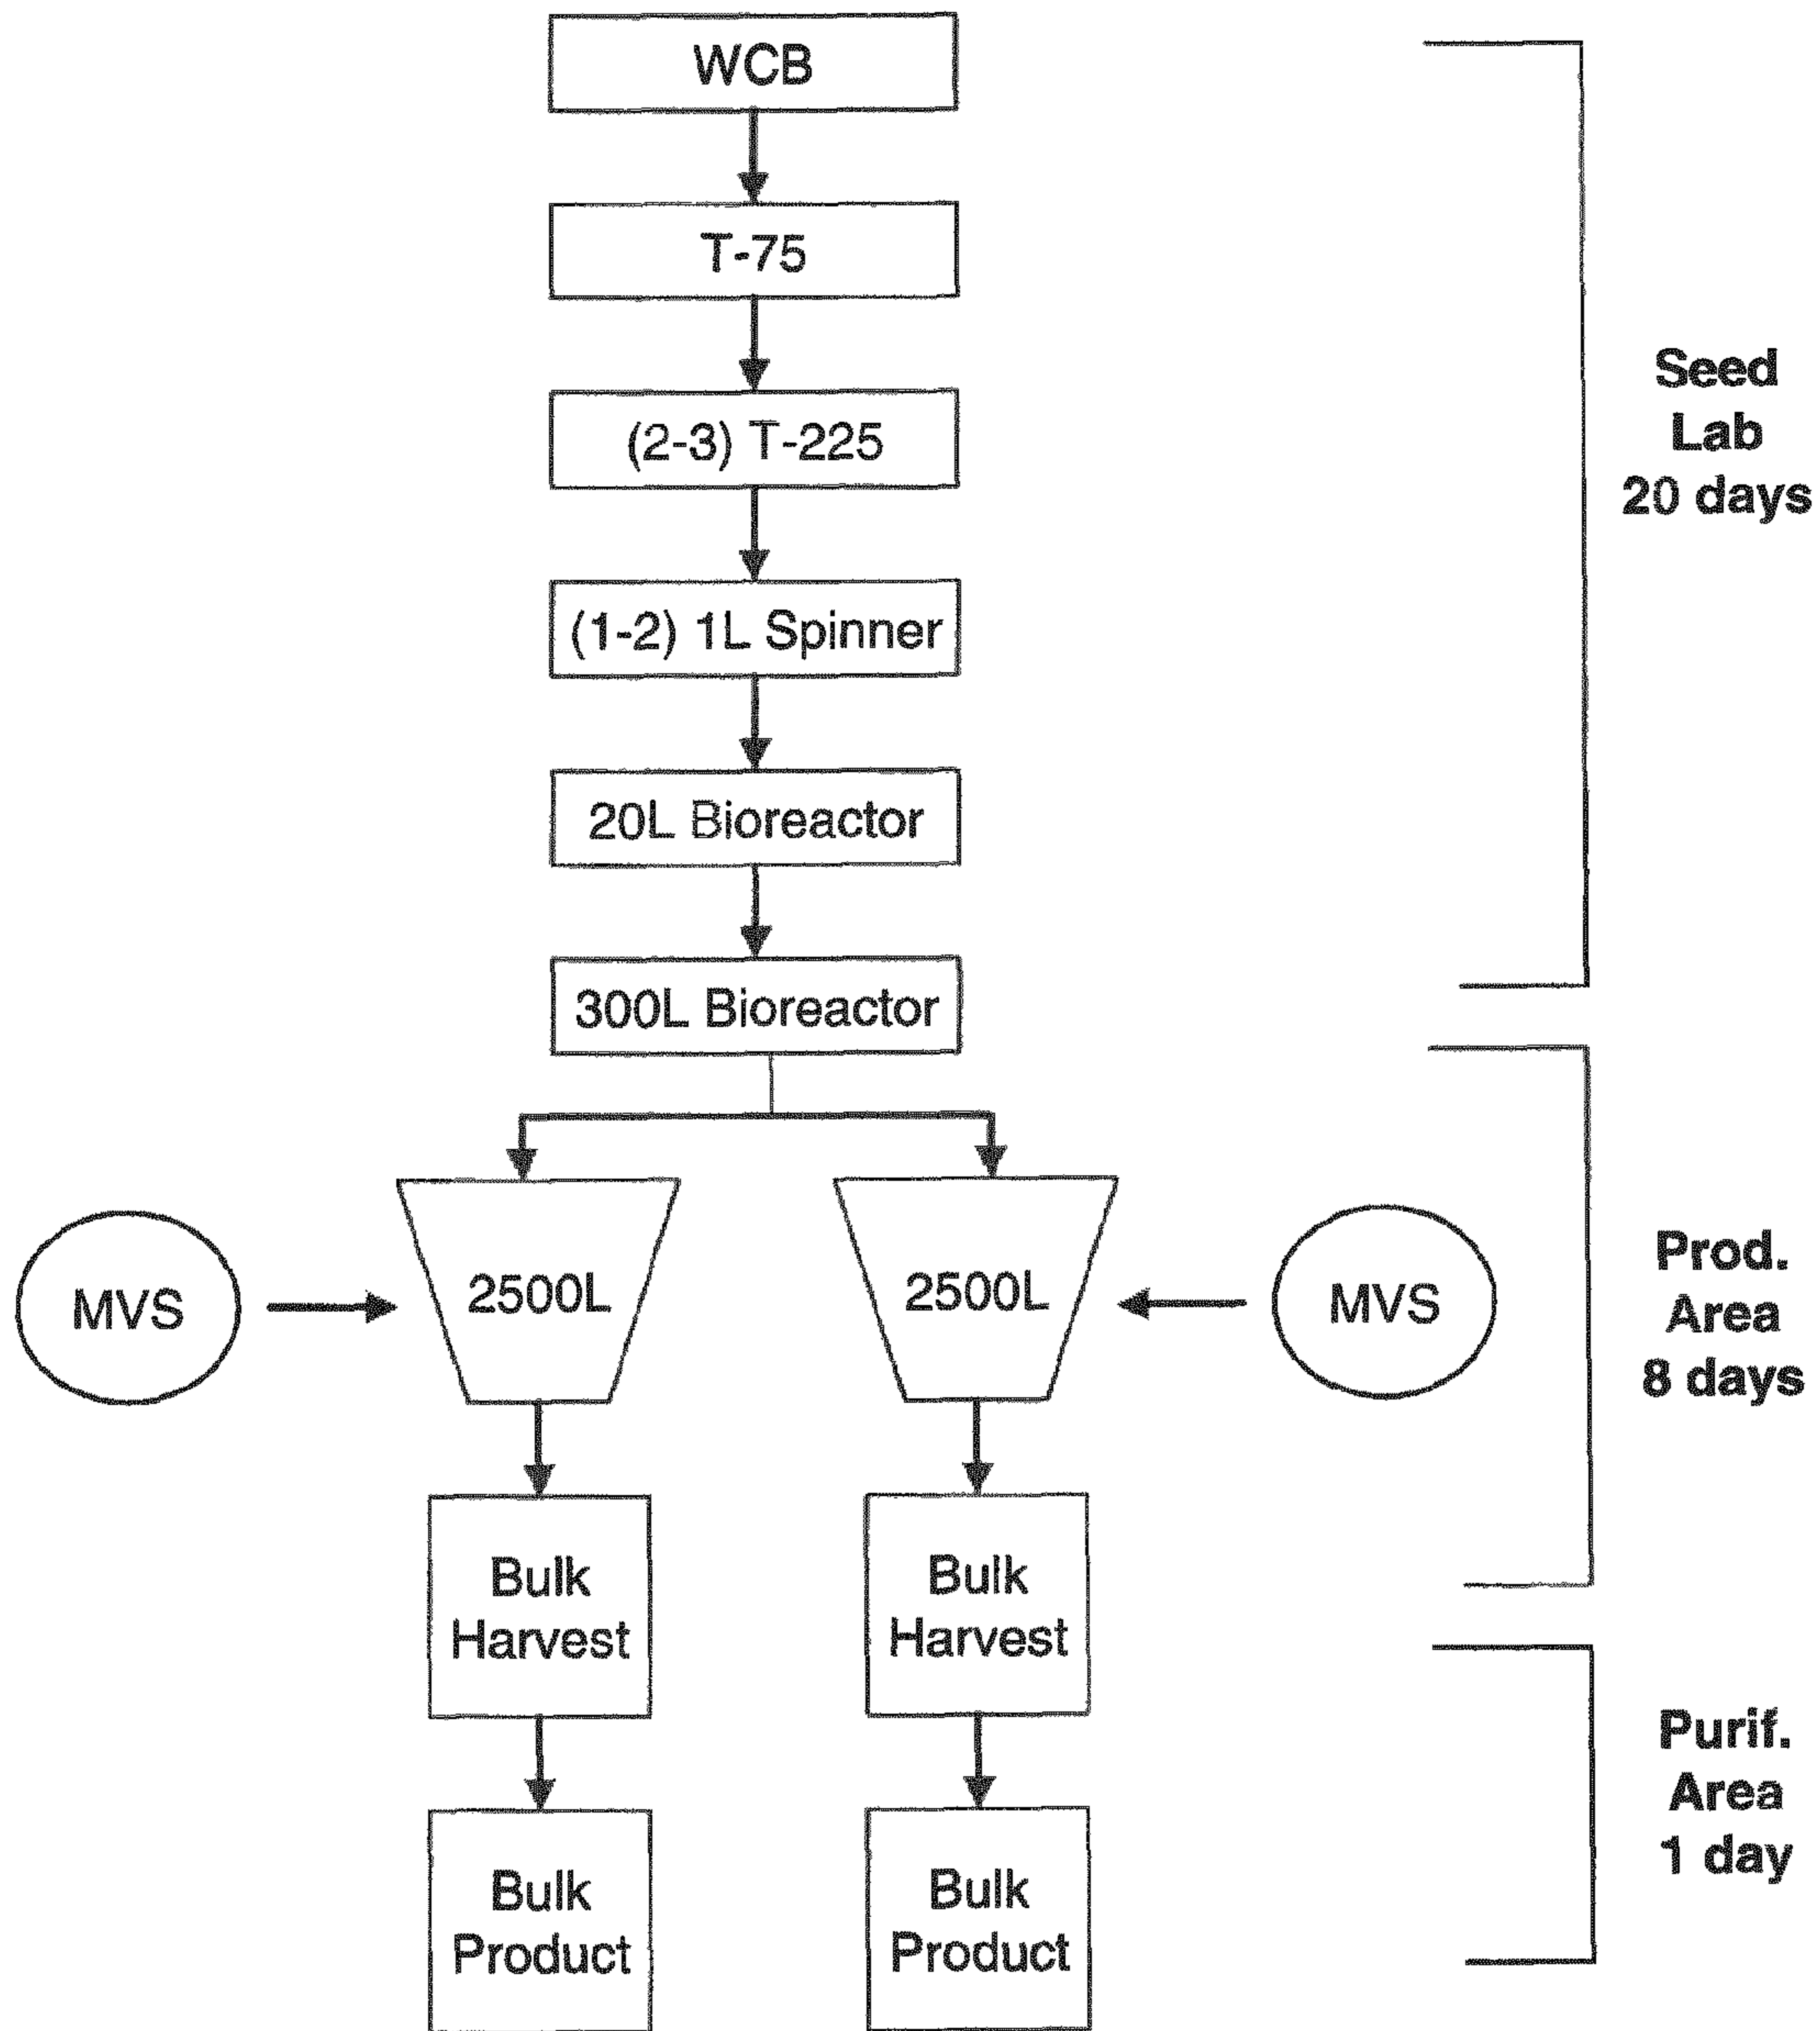 WCB
T-75
(2-3) T-225
(1-2) 1L Spinner
20L Bioreactor
300L Bioreactor
Seed
Lab
20 days
MVS
2500L
2500L
MVS
Prod.
Area
8 days
Bulk
Harvest
Bulk
Harvest
Bulk
Product
Bulk
Product
Purif.
Area
1 day